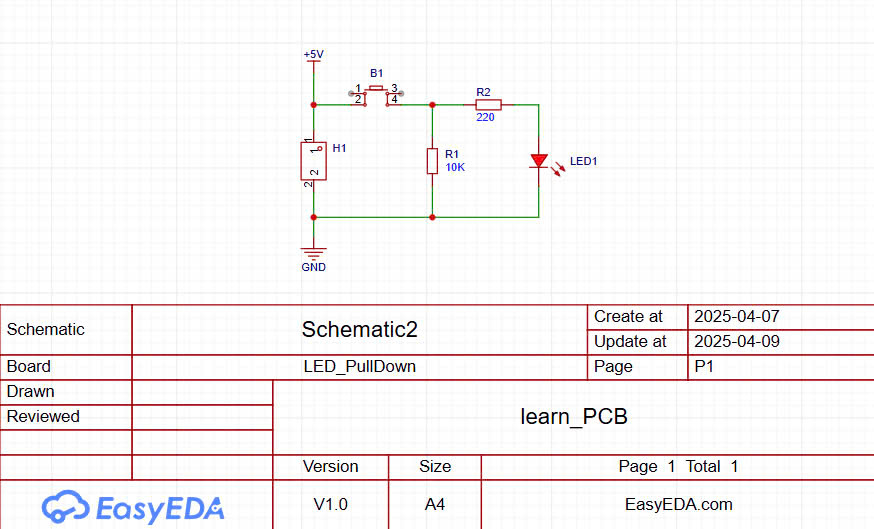 +5V
B1
1 3
2 4
R2
220
1
1
H1
2
2
R1
10K
LED1
GND
Schematic
Schematic2
Create at 2025-04-07
Update at 2025-04-09
Board LED_PullDown Page P1
Drawn
Reviewed
learn_PCB
Version Size Page 1 Total 1
EasyEDA V1.0 A4 EasyEDA.com